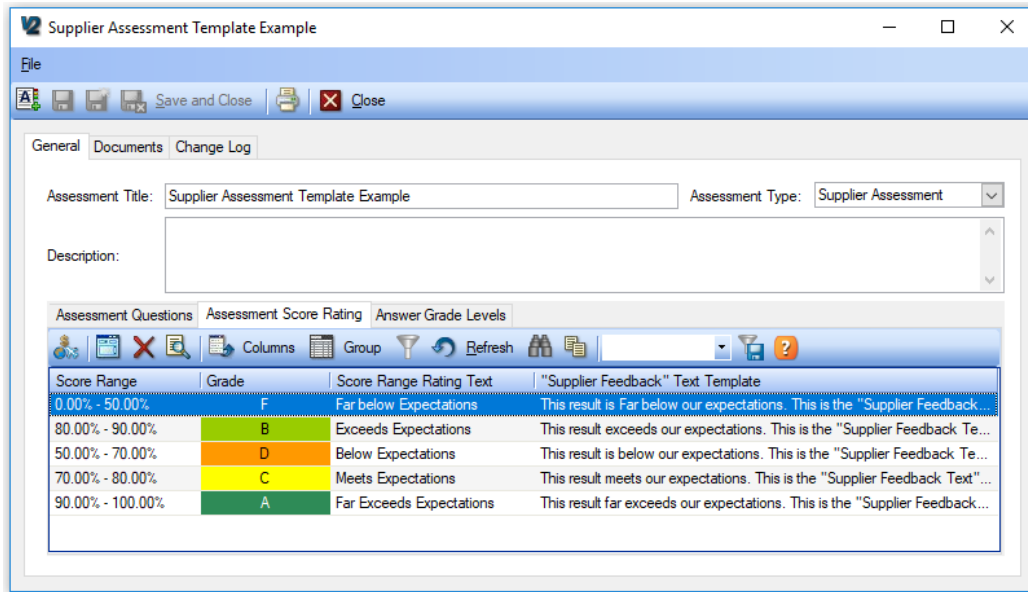 V2 Supplier Assessment Template Example
File
Save and Close Close
General Documents Change Log
Assessment Title: Supplier Assessment Template Example Assessment Type: Supplier Assessment
Description:
Assessment Questions Assessment Score Rating Answer Grade Levels
Columns Group Refresh ?
Score Range Grade Score Range Rating Text "Supplier Feedback" Text Template
0.00% - 50.00% F Far below Expectations This result is Far below our expectations. This is the "Supplier Feedback...
80.00% - 90.00% B Exceeds Expectations This result exceeds our expectations. This is the "Supplier Feedback Te...
50.00% - 70.00% D Below Expectations This result is below our expectations. This is the "Supplier Feedback Te...
70.00% - 80.00% C Meets Expectations This result meets our expectations. This is the "Supplier Feedback Text"...
90.00% - 100.00% A Far Exceeds Expectations This result far exceeds our expectations. This is the "Supplier Feedback...